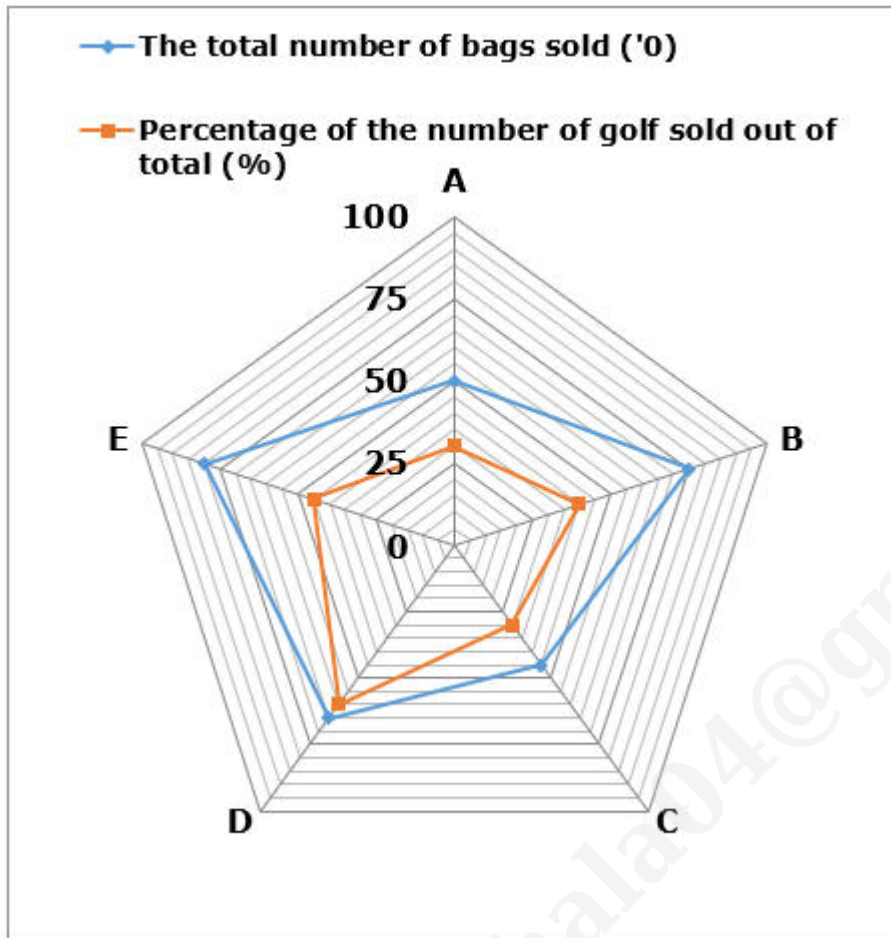 The total number of bags sold ('0)
Percentage of the number of golf sold out of
total (%)
A
100
75
50
25
0
E
B
D
C
ala04@g